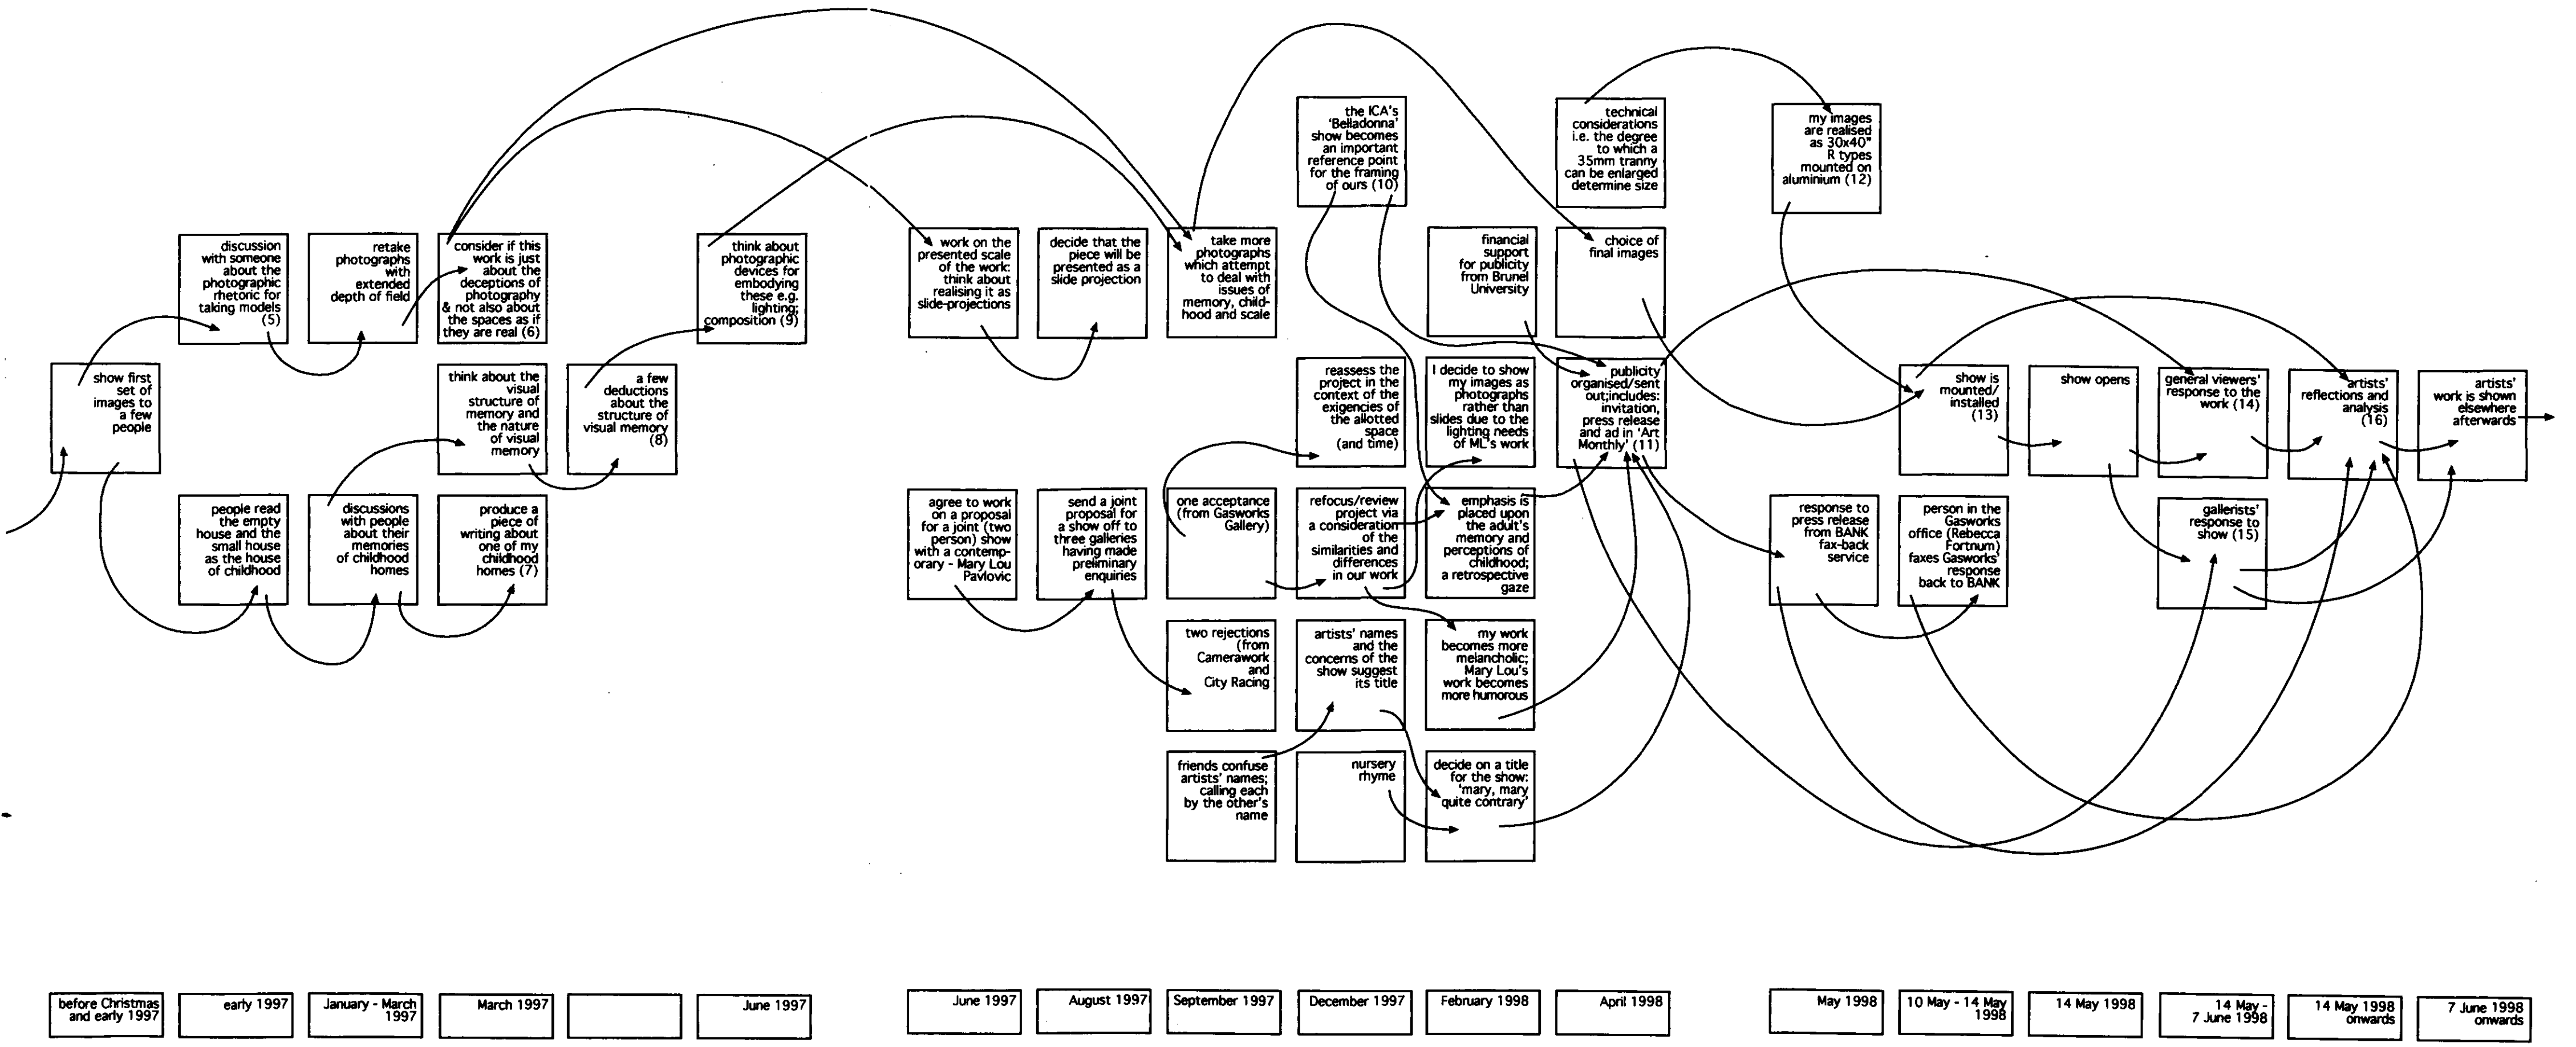 the ICA's
'Belladonna'
show becomes
an important
reference point
for the framing
of ours (10)
technical
considerations
i.e. the degree
to which a
35mm tranny
can be enlarged
determine size
my images
are realised
as 30x40"
R types
mounted on
aluminium (12)
discussion
with someone
about the
photographic
rhetoric for
taking models
(5)
retake
photographs
with
extended
depth of field
consider if this
work is just
about the
deceptions of
photography
& not also about
the spaces as if
they are real (6)
think about
photographic
devices for
embodying
these e.g.
lighting;
composition (9)
work on the
presented scale
of the work:
think about
realising it as
slide-projections
decide that the
piece will be
presented as a
slide projection
take more
photographs
which attempt
to deal with
issues of
memory, child-
hood and scale
financial
support
for publicity
from Brunel
University
choice of
final images
show first
set of
images to
a few
people
think about the
visual
structure of
memory and
the nature
of visual
memory
a few
deductions
about the
structure of
visual memory
(8)
reassess the
project in the
context of the
exigencies of
the allotted
space
(and time)
I decide to show
my images as
photographs
rather than
slides due to the
lighting needs
of ML's work
publicity
organised/sent
out;includes:
invitation,
press release
and ad in 'Art
Monthly' (11)
show is
mounted/
installed
(13)
show opens
general viewers'
response to the
work (14)
artists'
reflections and
analysis
(16)
artists'
work is shown
elsewhere
afterwards
people read
the empty
house and the
small house
as the house
of childhood
discussions
with people
about their
memories
of childhood
homes
produce a
piece of
writing about
one of my
childhood
homes (7)
agree to work
on a proposal
for a joint (two
person) show
with a contemp-
orary - Mary Lou
Pavlovic
send a joint
proposal for
a show off to
three galleries
having made
preliminary
enquiries
one acceptance
(from Gasworks
Gallery)
refocus/review
project via
a consideration
of the
similarities and
differences
in our work
emphasis is
placed upon
the adult's
memory and
perceptions of
childhood;
a retrospective
gaze
response to
press release
from BANK
fax-back
service
person in the
Gasworks
office (Rebecca
Fortnum)
faxes Gasworks'
response
back to BANK
gallerists'
response to
show (15)
two rejections
(from
Camerawork
and
City Racing
artists' names
and the
concerns of the
show suggest
its title
my work
becomes more
melancholic;
Mary Lou's
work becomes
more humorous
friends confuse
artists' names;
calling each
by the other's
name
nursery
rhyme
decide on a title
for the show:
'mary, mary
quite contrary'
before Christmas
and early 1997
early 1997
January - March
1997
March 1997
June 1997
June 1997
August 1997
September 1997
December 1997
February 1998
April 1998
May 1998
10 May - 14 May
1998
14 May 1998
14 May -
7 June 1998
14 May 1998
onwards
7 June 1998
onwards